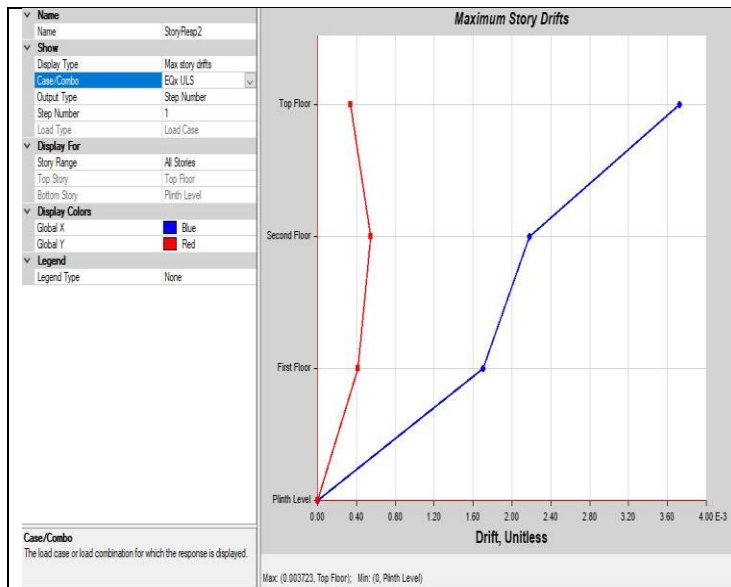 Name
Name StoryResp2
Show
Display Type Max story drifts
Case/Combo EQx ULS
Output Type Step Number
Step Number 1
Load Type Load Case
Display For
Story Range All Stories
Top Story Top Floor
Bottom Story Plinth Level
Display Colors
Global X Blue
Global Y Red
Legend
Legend Type None
Case/Combo
The load case or load combination for which the response is displayed.
Maximum Story Drifts
Top Floor
Second Floor
First Floor
Plinth Level
0.00 0.40 0.80 1.20 1.60 2.00 2.40 2.80 3.20 3.60 4.00 E-3
Drift, Unitless
Max: (0.003723, Top Floor); Min: (0, Plinth Level)